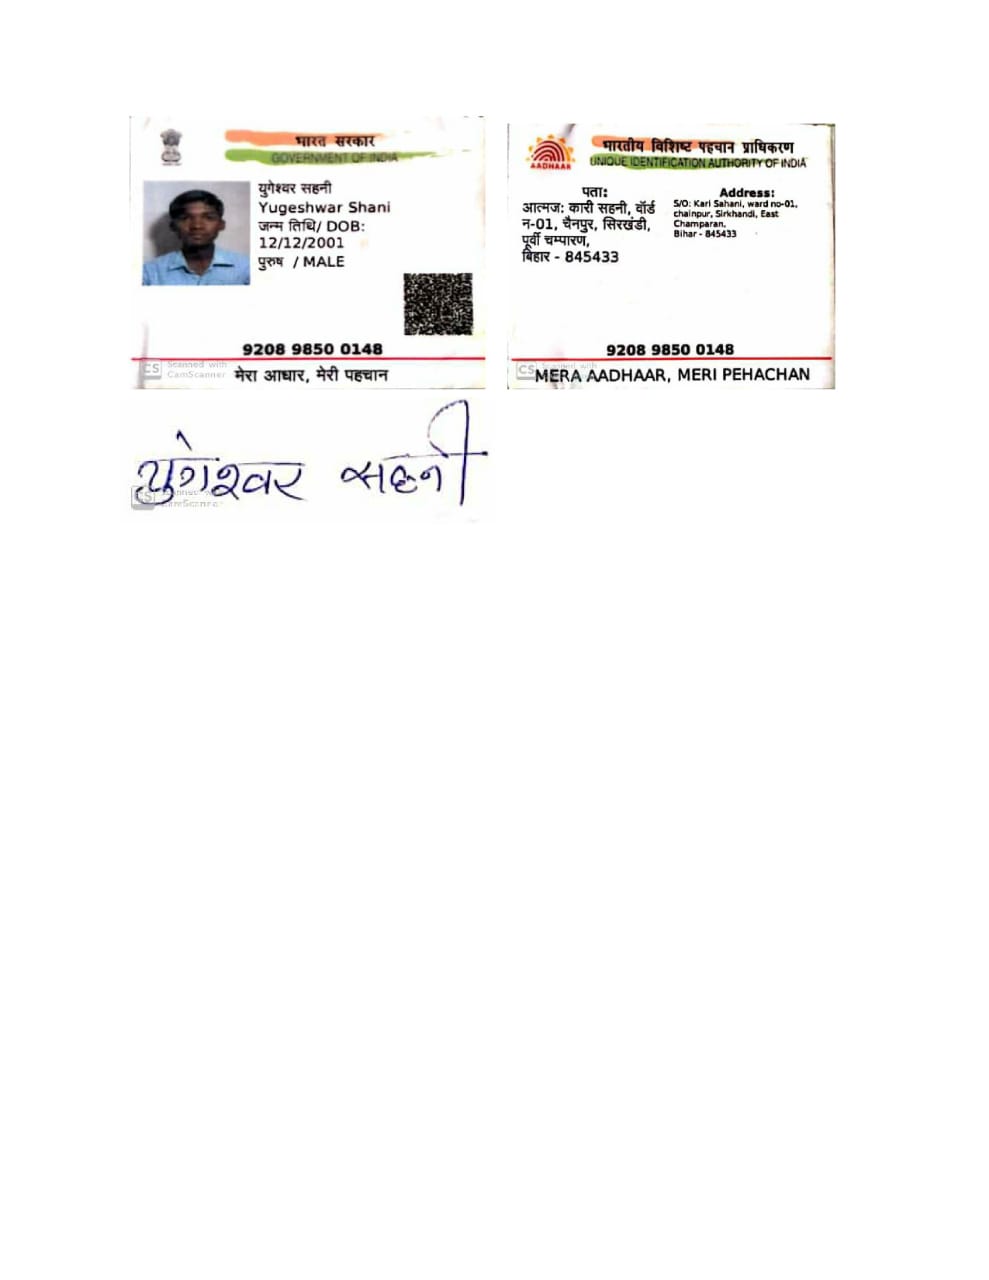 भारत सरकार
GOVERNMENT OF INDIA
युगेश्वर सहनी
Yugeshwar Shani
जन्म तिथि/ DOB:
12/12/2001
पुरुष / MALE
9208 9850 0148
CS Scanned with
CamScanner
मेरा आधार, मेरी पहचान
AADHAAR
भारतीय विशिष्ट पहचान प्राधिकरण
UNIQUE IDENTIFICATION AUTHORITY OF INDIA
पता:
आत्मज: कारी सहनी, वॉर्ड
न-01, चैनपुर, सिरखंडी,
पूर्वी चम्पारण,
बिहार - 845433
Address:
S/O: Kari Sahani, ward no-01,
chainpur, Sirkhandi, East
Champaran,
Bihar - 845433
9208 9850 0148
CS Scanned with
MERA AADHAAR, MERI PEHACHAN
युगेश्वर सहनी
CS Scanned with
CamScanner